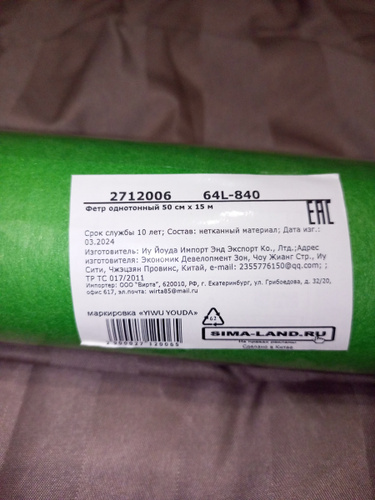 2712006 64L-840
Фетр однотонный 50 см x 15 м
EAC
Срок службы 10 лет; Состав: нетканный материал; Дата изг.:
03.2024
Изготовитель: Иу Йоуда Импорт Энд Экспорт Ко., Лтд.;Адрес
изготовителя: Экономик Девелопмент Зон, Чоу Жианг Стр., Иу
Сити, Чжэцзян Провинс, Китай, e-mail: 2355776150@qq.com; ;
ТР ТС 017/2011
Импортер: ООО "Вирта", 620010, РФ, г. Екатеринбург, ул. Грибоедова, д. 32/20,
офис 617, эл.почта: wirta85@mail.ru
маркировка «YIWU YOUDA»
SIMA-LAND.RU
Не правах рекламы
Сделано в Китае